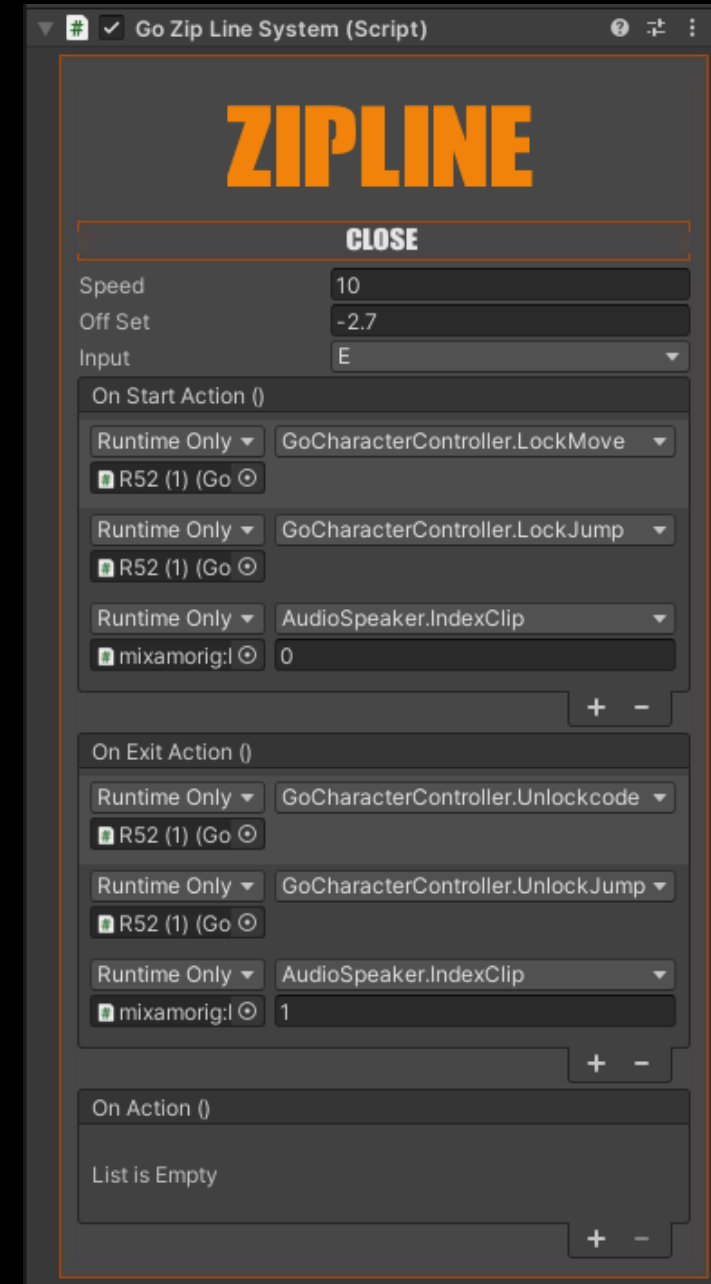 Go Zip Line System (Script)
ZIPLINE
CLOSE
Speed 10
Off Set -2.7
Input E
On Start Action ()
Runtime Only GoCharacterController.LockMove
R52 (1) (Go
Runtime Only GoCharacterController.LockJump
R52 (1) (Go
Runtime Only AudioSpeaker.IndexClip
mixamorig: 0
+ -
On Exit Action ()
Runtime Only GoCharacterController.Unlockcode
R52 (1) (Go
Runtime Only GoCharacterController.UnlockJump
R52 (1) (Go
Runtime Only AudioSpeaker.IndexClip
mixamorig: 1
+ -
On Action ()
List is Empty
+ -